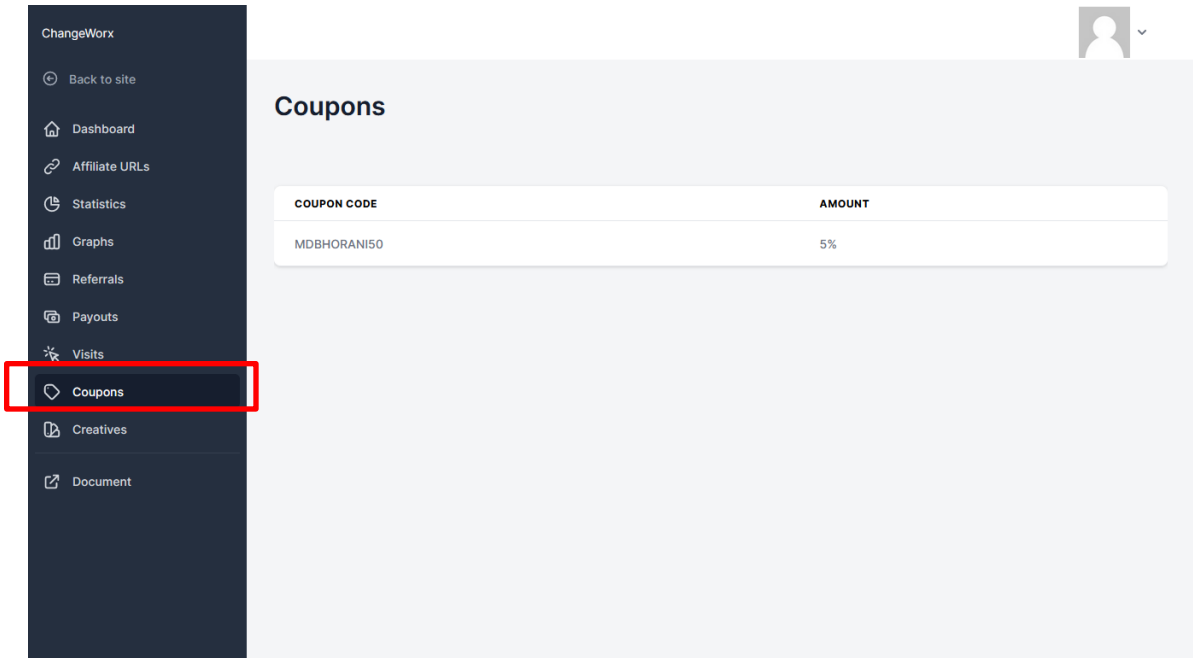 ChangeWorx
Back to site
Dashboard
Affiliate URLs
Statistics
Graphs
Referrals
Payouts
Visits
Coupons
Creatives
Document
Coupons
COUPON CODE AMOUNT
MDBHORANI50 5%